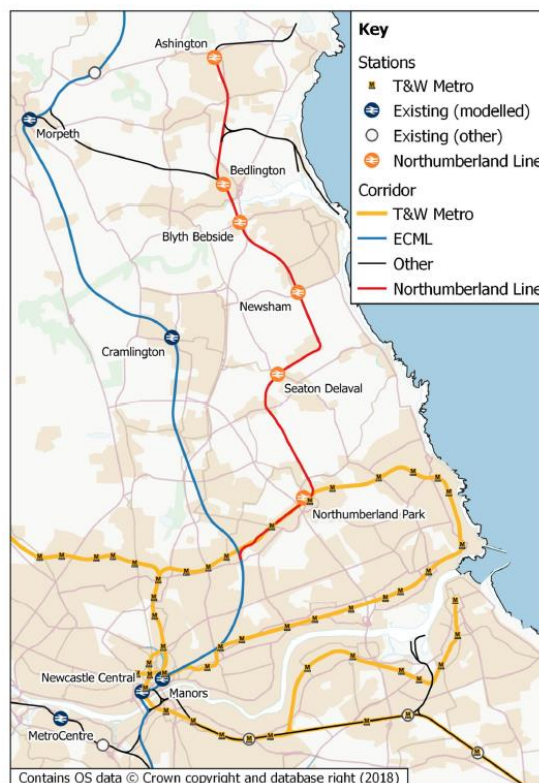 Ashington
Morpeth
Bedlington
Blyth Bebside
Newsham
Cramlington
Seaton Delaval
Northumberland Park
Newcastle Central
Manors
MetroCentre
Contains OS data © Crown copyright and database right (2018)
Key
Stations
M T&W Metro
Existing (modelled)
Existing (other)
Northumberland Line
Corridor
T&W Metro
ECML
Other
Northumberland Line